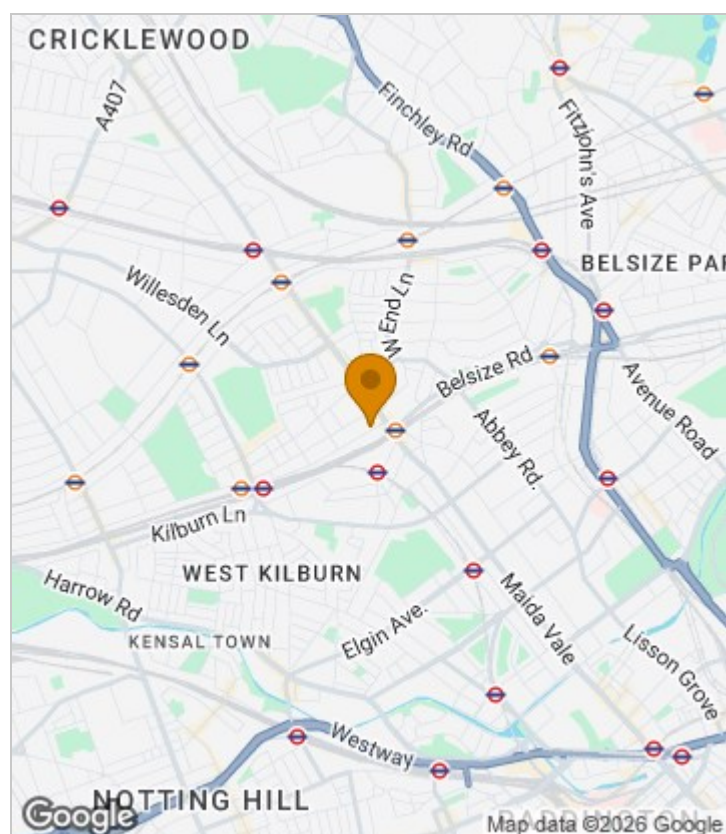 CRICKLEWOOD
A407
Finchley Rd
Fitzjohn's Ave
BELSIZE PAR
Willesden Ln
W End Ln
Belsize Rd
Avenue Road
Abbey Rd.
Kilburn Ln
WEST KILBURN
Harrow Rd
Elgin Ave.
Maida Vale
KENSAL TOWN
Lisson Grove
Westway
NOTTING HILL
PADDINGTON
Google
Map data ©2026 Google